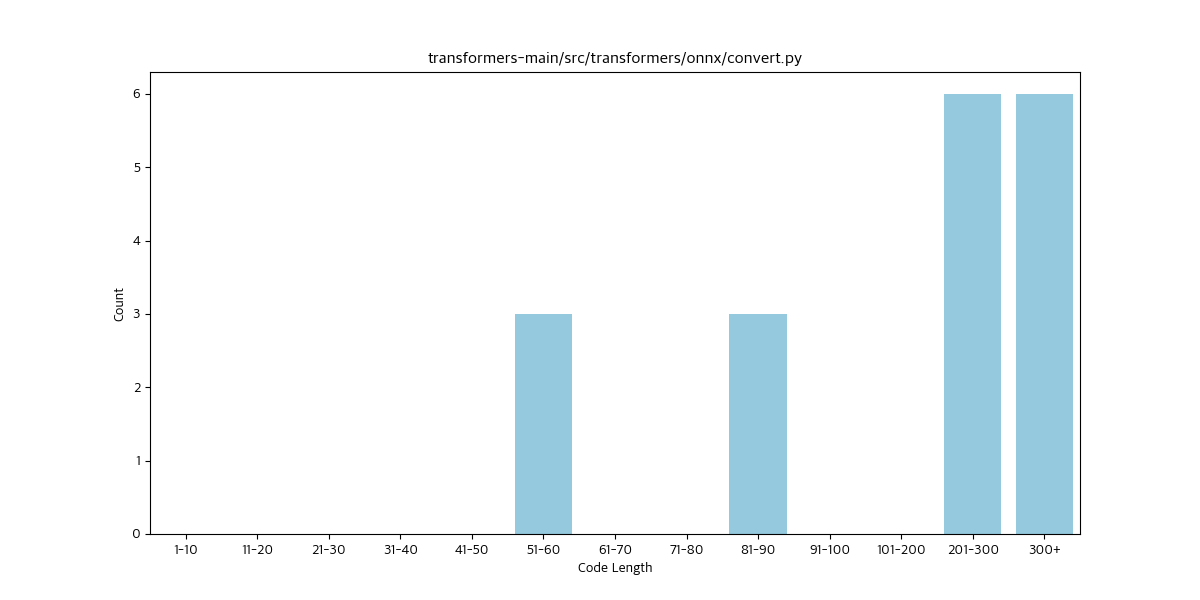 transformers-main/src/transformers/onnx/convert.py
6
5
4
3
2
1
0
Count
1-10 11-20 21-30 31-40 41-50 51-60 61-70 71-80 81-90 91-100 101-200 201-300 300+
Code Length